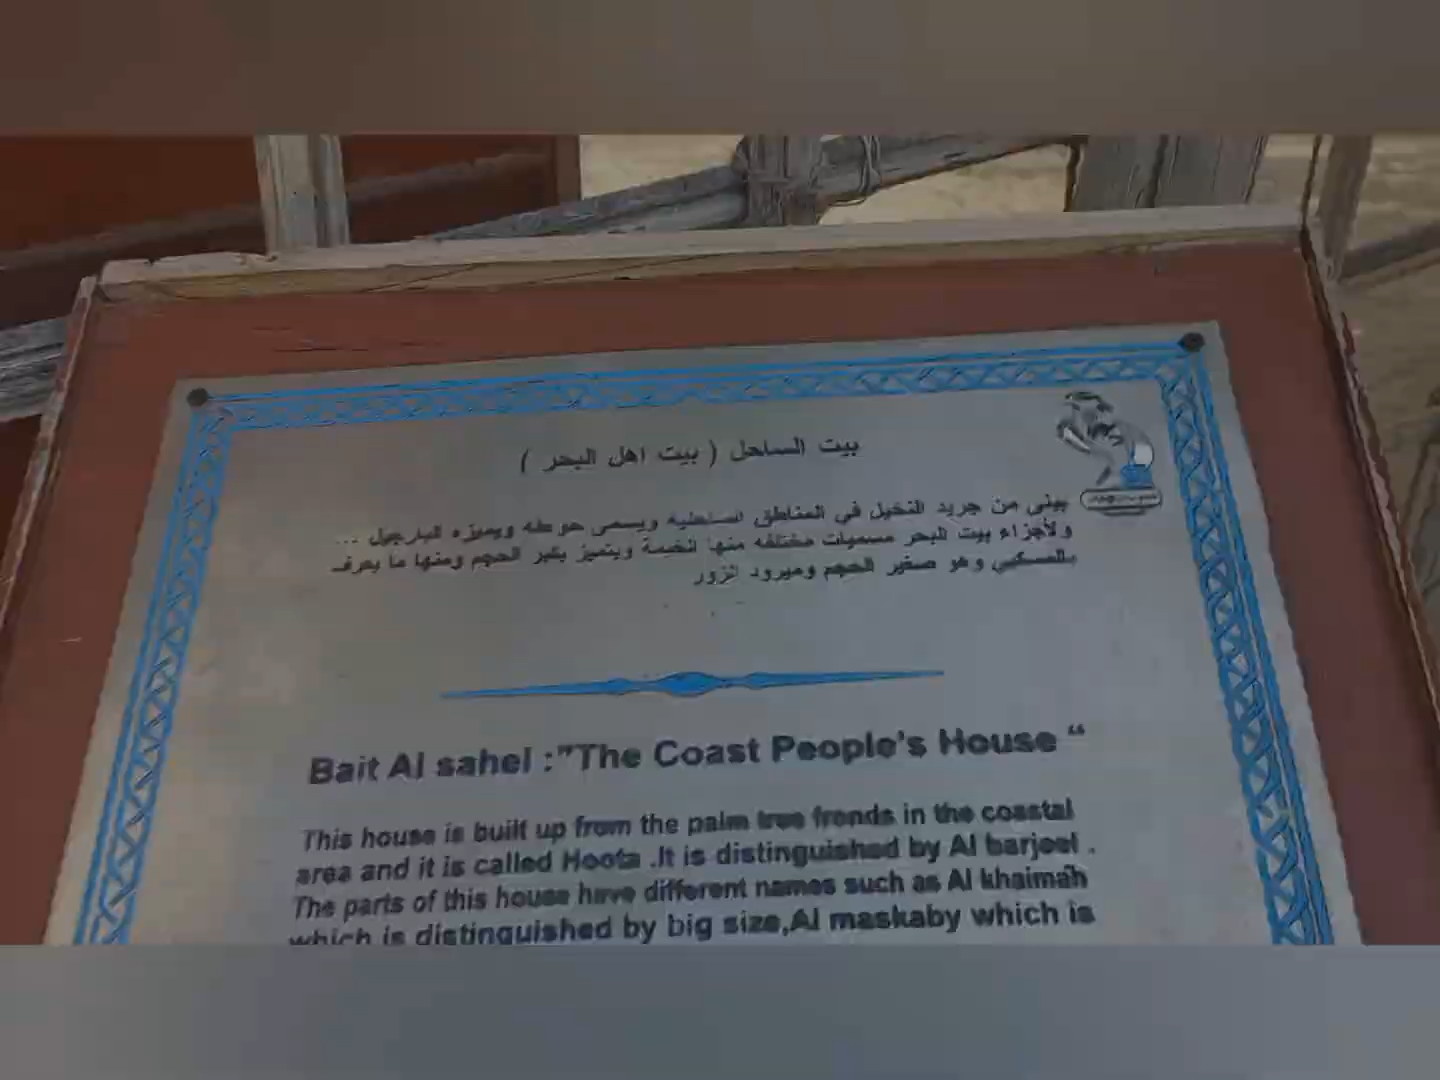 بيت الساحل ( بيت اهل البحر )
يبنى من جريد النخيل في المناطق الساحليه ويسمى حوطه ويميزه البارجيل ...
ولأجزاء بيت البحر مسميات مختلفه منها الخيمة ويتميز بكبر الحجم ومنها ما يعرف
بالمسكبي وهو صغير الحجم وميرود الزور
Bait Al sahel :"The Coast People's House “
This house is built up from the palm tree fronds in the coastal
area and it is called Hoota .It is distinguished by Al barjeel .
The parts of this house have different names such as Al khaimah
which is distinguished by big size,Al maskaby which is